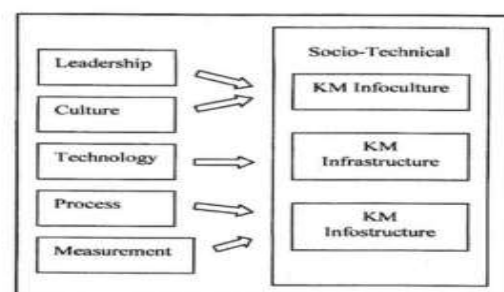 Leadership
Culture
Technology
Process
Measurement
Socio-Technical
KM Infoculture
KM
Infrastructure
KM
Infostructure